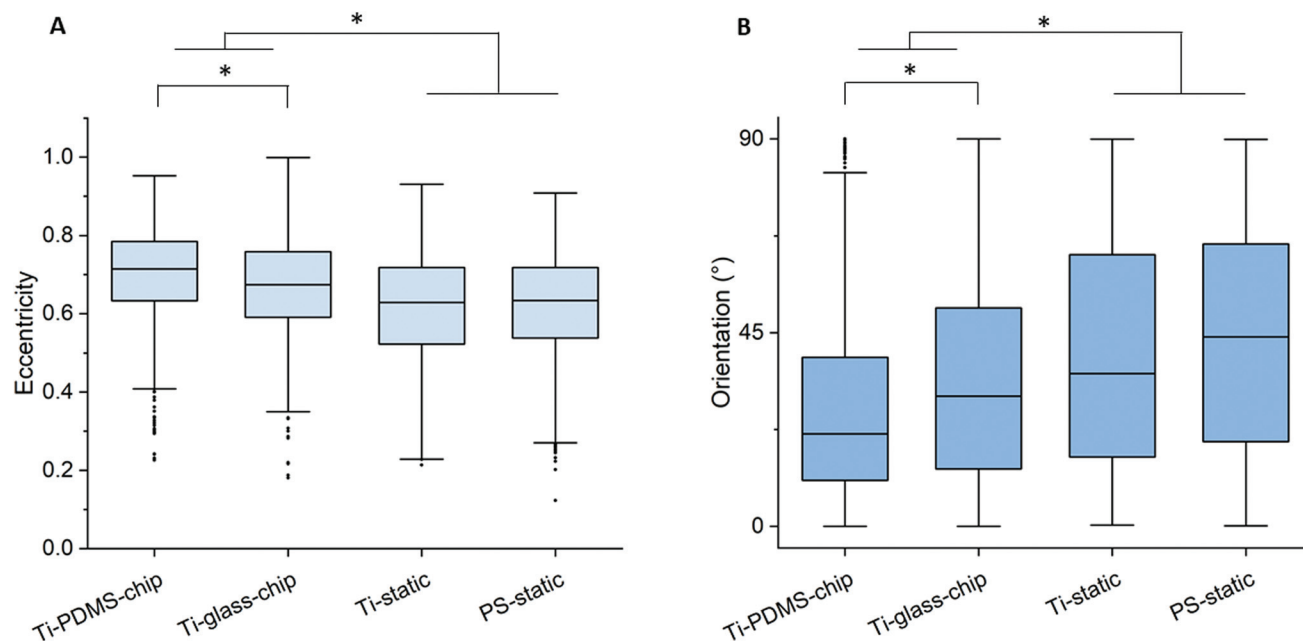 A
*
*
Eccentricity
1.0
0.8
0.6
0.4
0.2
0.0
Ti-PDMS-chip
Ti-glass-chip
Ti-static
PS-static
B
*
*
Orientation (°)
90
45
0
Ti-PDMS-chip
Ti-glass-chip
Ti-static
PS-static